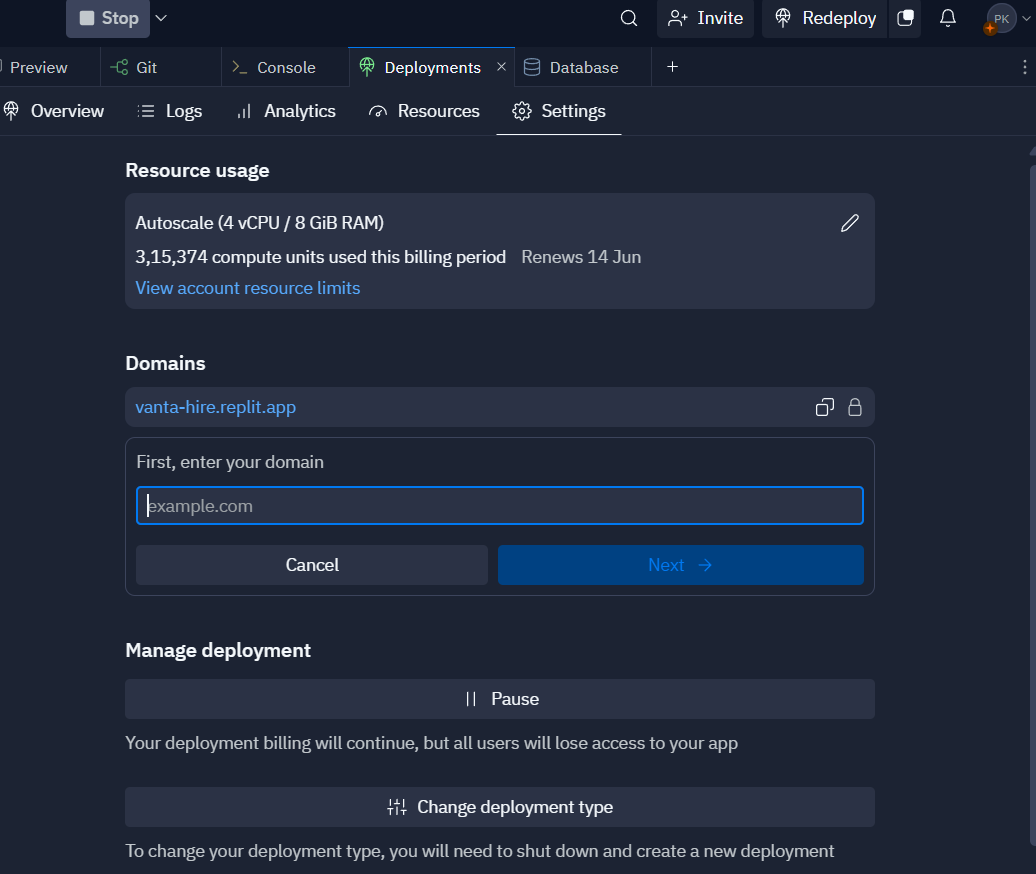 Stop
Invite
Redeploy
PK
Preview
Git
Console
Deployments
Database
Overview
Logs
Analytics
Resources
Settings
Resource usage
Autoscale (4 vCPU / 8 GiB RAM)
3,15,374 compute units used this billing period Renews 14 Jun
View account resource limits
Domains
vanta-hire.replit.app
First, enter your domain
example.com
Cancel
Next
Manage deployment
Pause
Your deployment billing will continue, but all users will lose access to your app
Change deployment type
To change your deployment type, you will need to shut down and create a new deployment